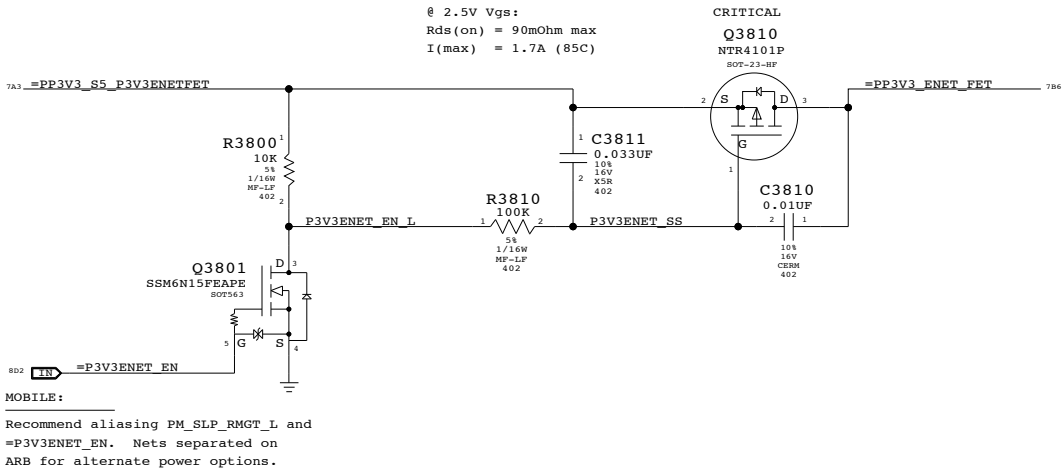 @ 2.5V Vgs:
Rds(on) = 90mOhm max
I(max) = 1.7A (85C)
CRITICAL
Q3810
NTR4101P
SOT-23-HF
7A3
=PP3V3_S5_P3V3ENETFET
=PP3V3_ENET_FET
7B6
2
S
D
3
G
1
R3800
10K
5%
1/16W
MF-LF
402
1
2
C3811
0.033UF
10%
16V
X5R
402
1
2
R3810
100K
1
2
5%
1/16W
MF-LF
402
P3V3ENET_EN_L
P3V3ENET_SS
C3810
0.01UF
2
1
10%
16V
CERM
402
Q3801
SSM6N15FEAPE
SOT563
D
3
5
G
S
4
8D2
IN
=P3V3ENET_EN
MOBILE:
Recommend aliasing PM_SLP_RMGT_L and
=P3V3ENET_EN. Nets separated on
ARB for alternate power options.